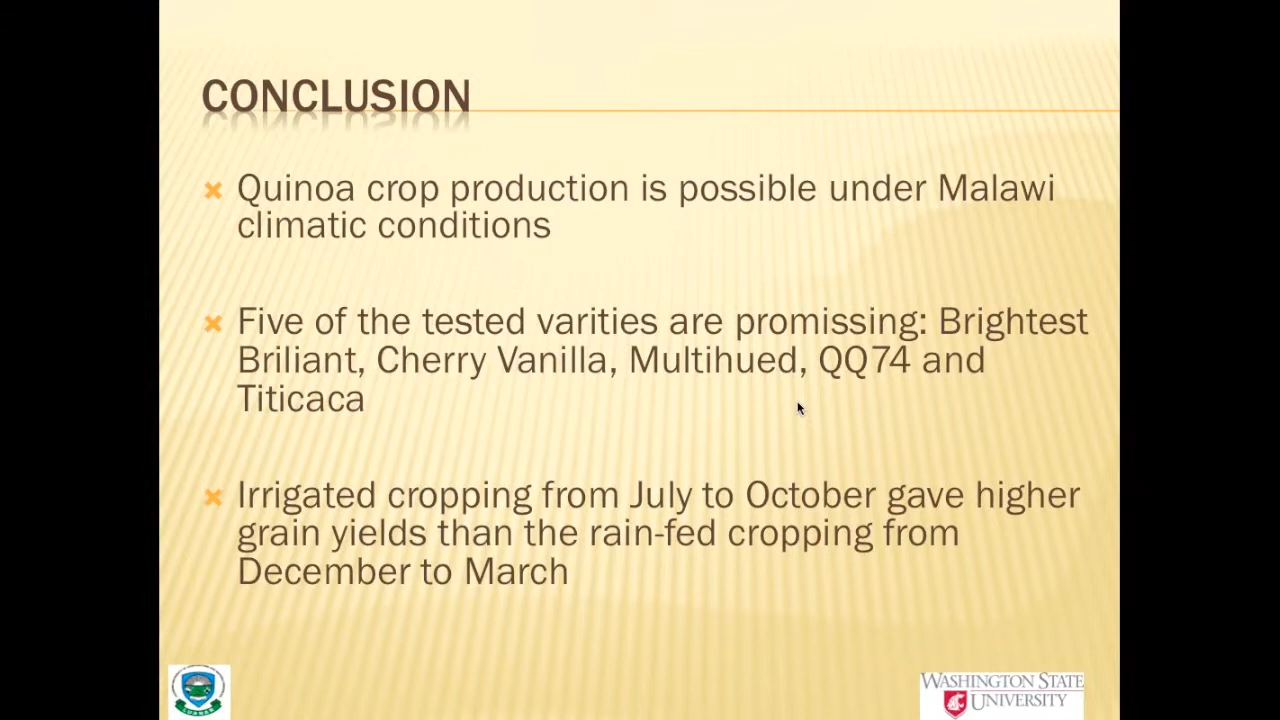 CONCLUSION
Quinoa crop production is possible under Malawi
climatic conditions
Five of the tested varities are promissing: Brightest
Briliant, Cherry Vanilla, Multihued, QQ74 and
Titicaca
Irrigated cropping from July to October gave higher
grain yields than the rain-fed cropping from
December to March
WASHINGTON STATE
UNIVERSITY